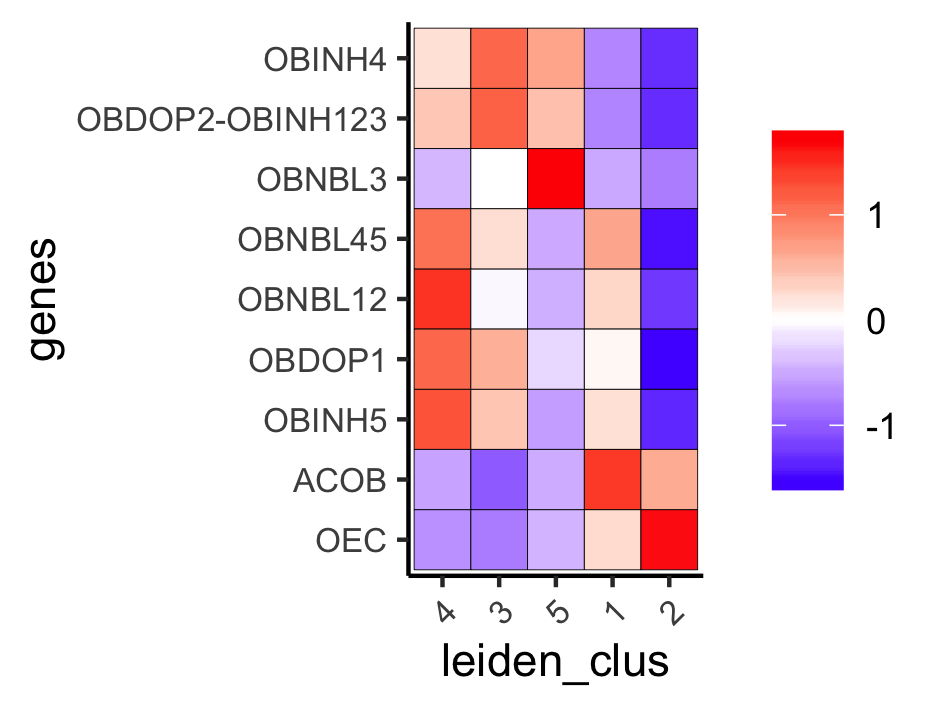 OBINH4
OBDOP2-OBINH123
OBNBL3
OBNBL45
OBNBL12
OBDOP1
OBINH5
ACOB
OEC
genes
4 3 5 1 2
leiden_clus
1
0
-1